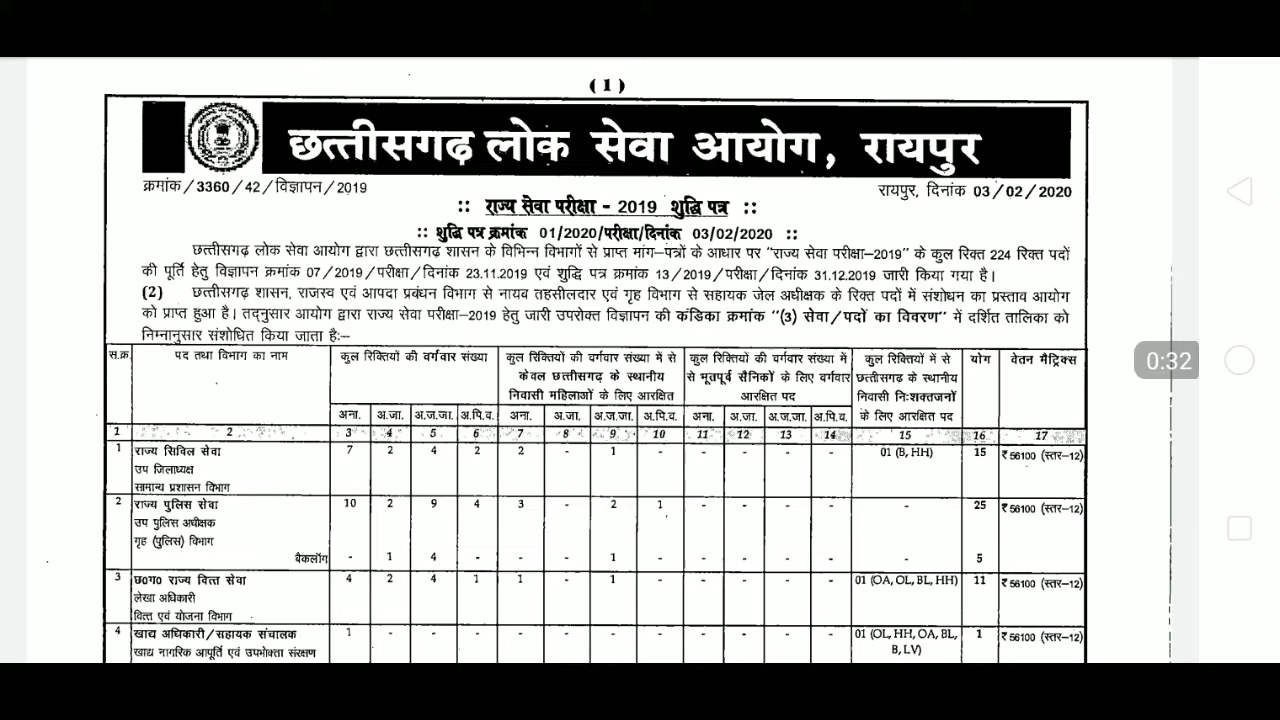 (1)
छत्तीसगढ़ लोक सेवा आयोग, रायपुर
क्रमांक/3360/42/विज्ञापन/2019 रायपुर, दिनांक 03/02/2020
:: राज्य सेवा परीक्षा - 2019 शुद्धि पत्र ::
:: शुद्धि पत्र क्रमांक 01/2020/परीक्षा/दिनांक 03/02/2020 ::
छत्तीसगढ़ लोक सेवा आयोग द्वारा छत्तीसगढ़ शासन के विभिन्न विभागों से प्राप्त मांग-पत्रों के आधार पर "राज्य सेवा परीक्षा-2019" के कुल रिक्त 224 रिक्त पदों
की पूर्ति हेतु विज्ञापन क्रमांक 07/2019/परीक्षा/दिनांक 23.11.2019 एवं शुद्धि पत्र क्रमांक 13/2019/परीक्षा/दिनांक 31.12.2019 जारी किया गया है।
(2) छत्तीसगढ़ शासन, राजस्व एवं आपदा प्रबंधन विभाग से नायब तहसीलदार एवं गृह विभाग से सहायक जेल अधीक्षक के रिक्त पदों में संशोधन का प्रस्ताव आयोग
को प्राप्त हुआ है। तद्नुसार आयोग द्वारा राज्य सेवा परीक्षा-2019 हेतु जारी उपरोक्त विज्ञापन की कंडिका क्रमांक "(3) सेवा/पदों का विवरण" में दर्शित तालिका को
निम्नानुसार संशोधित किया जाता है:-
स.क्र. पद तथा विभाग का नाम कुल रिक्तियों की वर्गवार संख्या कुल रिक्तियों की वर्गवार संख्या में से कुल रिक्तियों की वर्गवार संख्या में कुल रिक्तियों में से योग वेतन मैट्रिक्स
केवल छत्तीसगढ़ के स्थानीय से भूतपूर्व सैनिकों के लिए वर्गवार छत्तीसगढ़ के स्थानीय
निवासी महिलाओं के लिए आरक्षित आरक्षित पद निवासी निःशक्तजनों
अना. अ.जा. अ.ज.जा. अ.पि.व. अना. अ.जा. अ.ज.जा. अ.पि.व. अना. अ.जा. अ.ज.जा. अ.पि.व. के लिए आरक्षित पद
1 2 3 4 5 6 7 8 9 10 11 12 13 14 15 16 17
1 राज्य सिविल सेवा 7 2 4 2 2 - 1 - - - - - 01 (B, HH) 15 ₹ 56100 (स्तर-12)
उप जिलाध्यक्ष
सामान्य प्रशासन विभाग
2 राज्य पुलिस सेवा 10 2 9 4 3 - 2 1 - - - - - 25 ₹ 56100 (स्तर-12)
उप पुलिस अधीक्षक
गृह (पुलिस) विभाग
बैकलॉग - 1 4 - - - 1 - - - - - - 5
3 छ0ग0 राज्य वित्त सेवा 4 2 4 1 1 - 1 - - - - - 01 (OA, OL, BL, HH) 11 ₹ 56100 (स्तर-12)
लेखा अधिकारी
वित्त एवं योजना विभाग
4 खाद्य अधिकारी/सहायक संचालक 1 - - - - - - - - - - - 01 (OL, HH, OA, BL, 1 ₹ 56100 (स्तर-12)
खाद्य नागरिक आपूर्ति एवं उपभोक्ता संरक्षण B, LV)
0:32